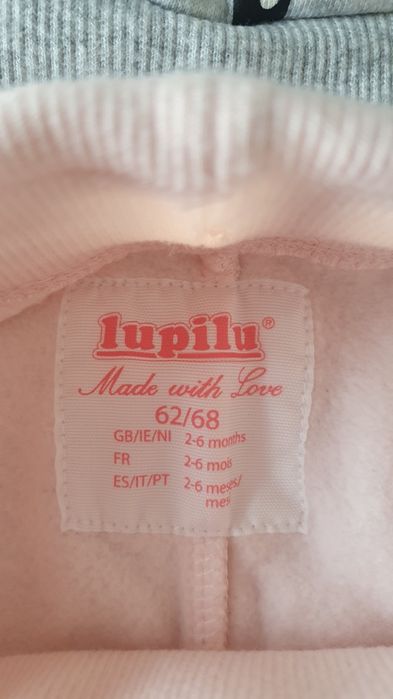 lupilu®
Made with Love
62/68
GB/IE/NI 2-6 months
FR 2-6 mois
ES/IT/PT 2-6 meses/